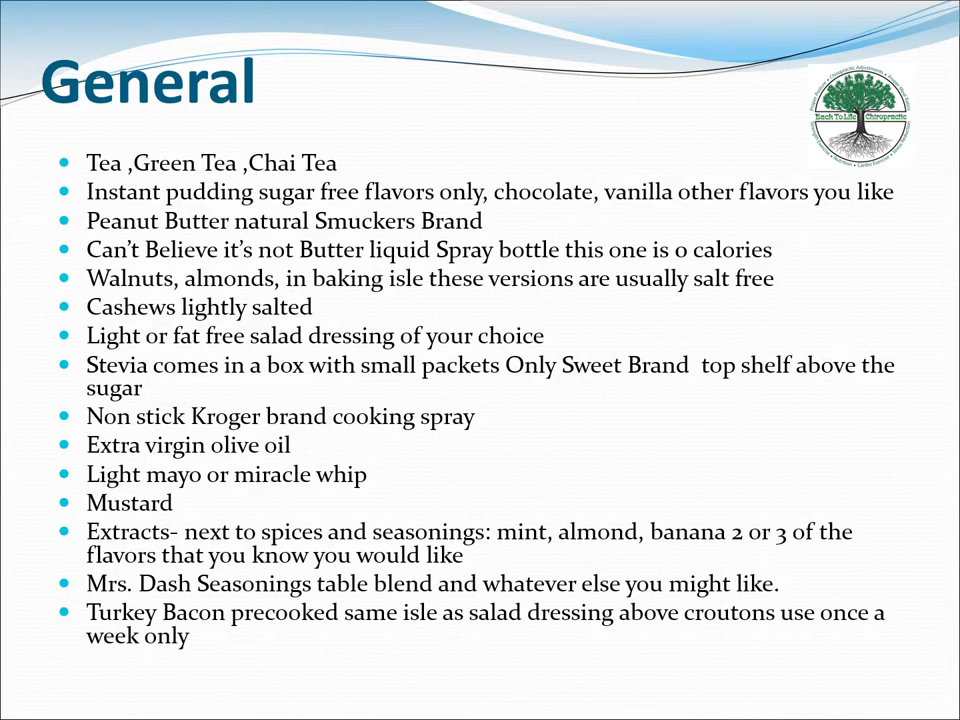 General
Back To Life Chiropractic
Tea ,Green Tea ,Chai Tea
Instant pudding sugar free flavors only, chocolate, vanilla other flavors you like
Peanut Butter natural Smuckers Brand
Can’t Believe it’s not Butter liquid Spray bottle this one is 0 calories
Walnuts, almonds, in baking isle these versions are usually salt free
Cashews lightly salted
Light or fat free salad dressing of your choice
Stevia comes in a box with small packets Only Sweet Brand  top shelf above the
sugar
Non stick Kroger brand cooking spray
Extra virgin olive oil
Light mayo or miracle whip
Mustard
Extracts- next to spices and seasonings: mint, almond, banana 2 or 3 of the
flavors that you know you would like
Mrs. Dash Seasonings table blend and whatever else you might like.
Turkey Bacon precooked same isle as salad dressing above croutons use once a
week only